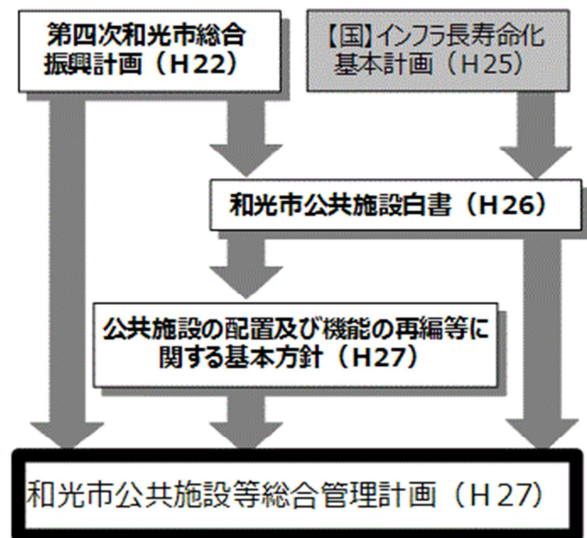 第四次和光市総合
振興計画（H22）
【国】インフラ長寿命化
基本計画（H25）
和光市公共施設白書（H26）
公共施設の配置及び機能の再編等に
関する基本方針（H27）
和光市公共施設等総合管理計画（H27）